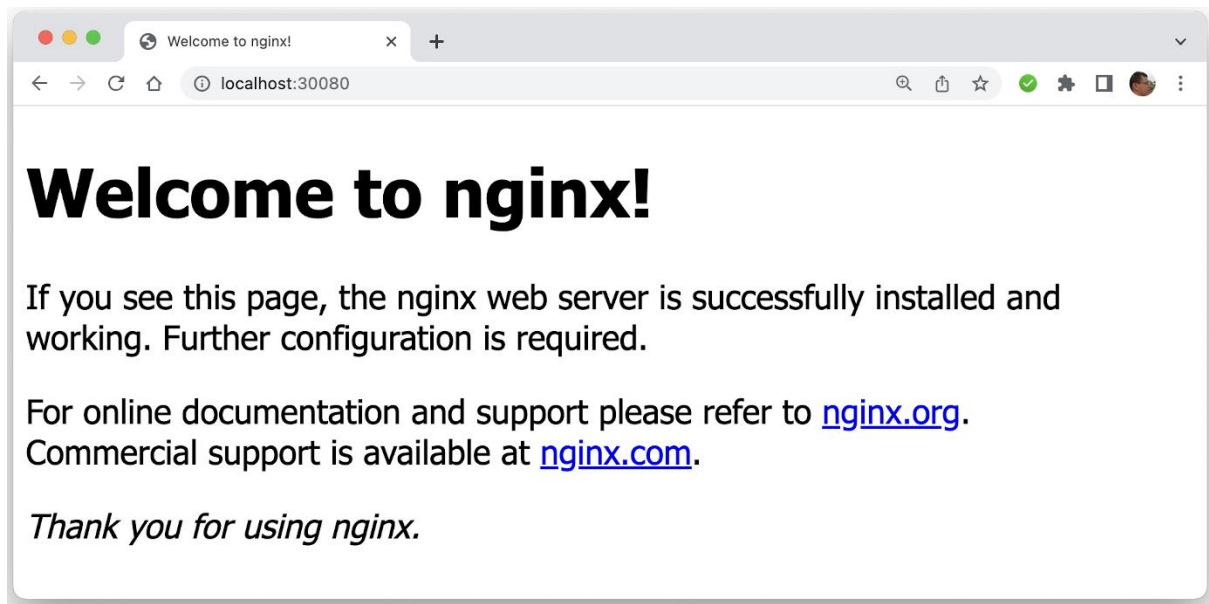 Welcome to nginx!
localhost:30080
Welcome to nginx!
If you see this page, the nginx web server is successfully installed and
working. Further configuration is required.
For online documentation and support please refer to nginx.org.
Commercial support is available at nginx.com.
Thank you for using nginx.